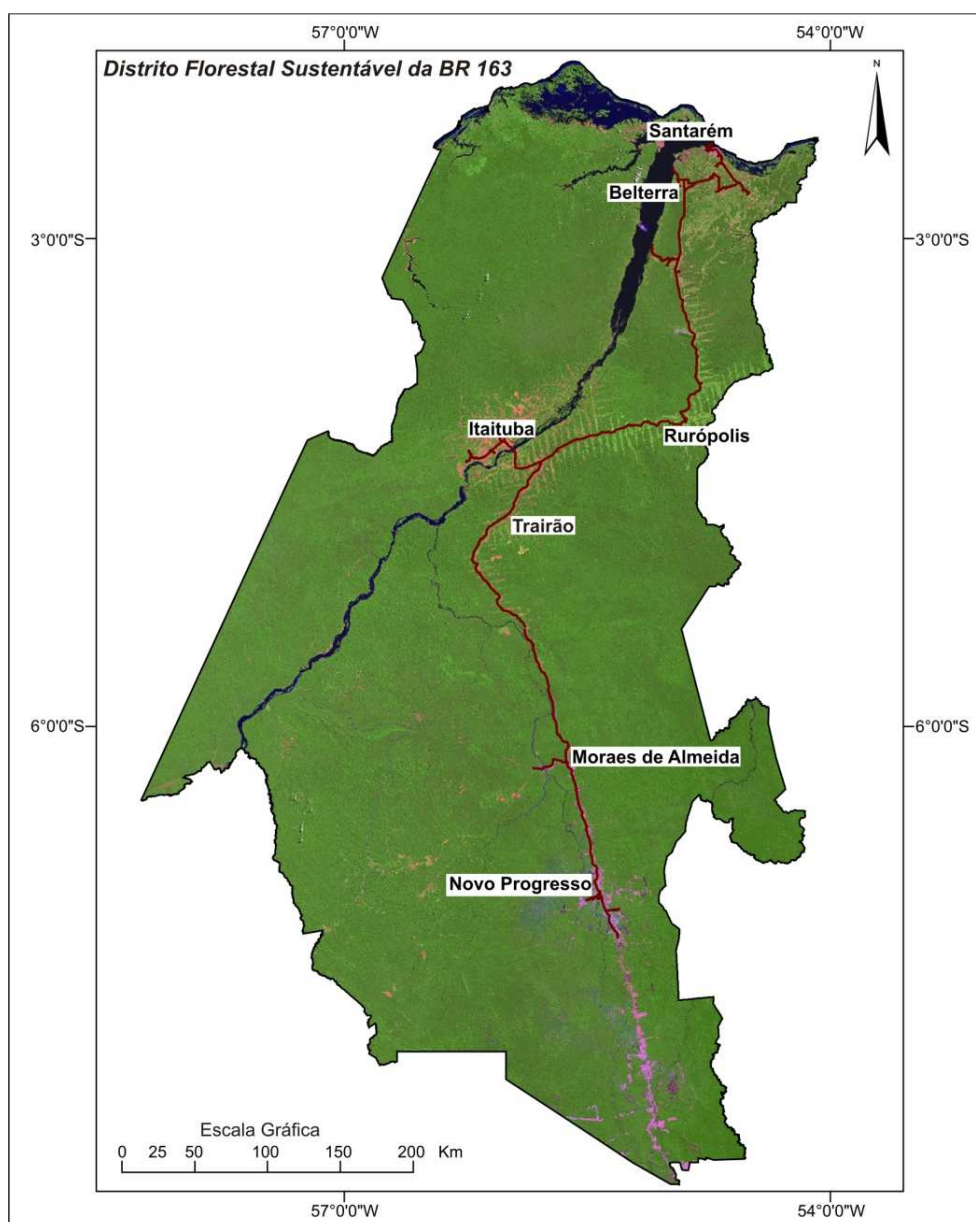 57°0'0"W 54°0'0"W
Distrito Florestal Sustentável da BR 163
N
Santarém
Belterra
3°0'0"S 3°0'0"S
Itaituba
Rurópolis
Trairão
6°0'0"S 6°0'0"S
Moraes de Almeida
Novo Progresso
Escala Gráfica
0 25 50 100 150 200 Km
57°0'0"W 54°0'0"W